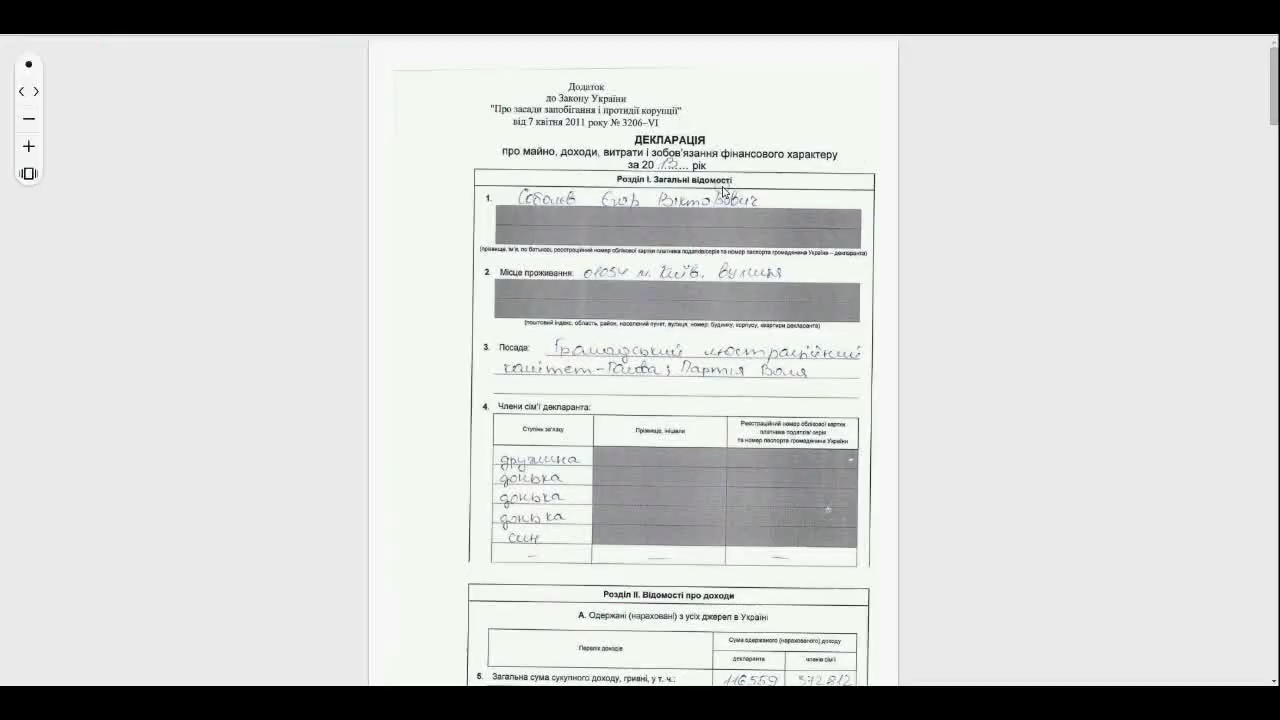 Додаток
до Закону України
"Про засади запобігання і протидії корупції"
від 7 квітня 2011 року № 3206–VI
ДЕКЛАРАЦІЯ
про майно, доходи, витрати і зобов'язання фінансового характеру
за 20 13 ... рік
Розділ I. Загальні відомості
1. Соболєв Єгор Вікторович
(прізвище, ім'я, по батькові, реєстраційний номер облікової картки платника податків/серія та номер паспорта громадянина України – декларанта)
2. Місце проживання: 01054 м. Київ, вулиця
(поштовий індекс, область, район, населений пункт, вулиця, номер: будинку, корпусу, квартири декларанта)
3. Посада: Громадський люстраційний
комітет-Голова; Партія Воля
4. Члени сім'ї декларанта:
Ступінь зв'язку Прізвище, ініціали Реєстраційний номер облікової картки
платника податків/ серія
та номер паспорта громадянина України
дружина
донька
донька
донька
син
Розділ II. Відомості про доходи
А. Одержані (нараховані) з усіх джерел в Україні
Перелік доходів Сума одержаного (нарахованого) доходу
декларанта членів сім'ї
5. Загальна сума сукупного доходу, гривні, у т. ч.: 116559 372812